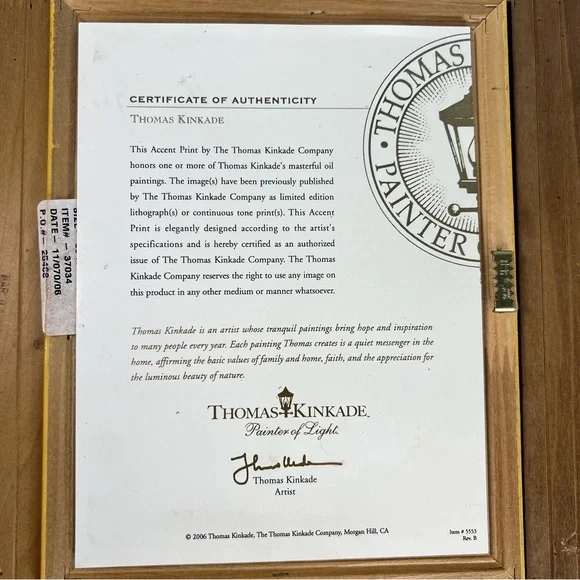 CERTIFICATE OF AUTHENTICITY
THOMAS KINKADE
This Accent Print by The Thomas Kinkade Company
honors one or more of Thomas Kinkade's masterful oil
paintings. The image(s) have been previously published
by The Thomas Kinkade Company as limited edition
lithograph(s) or continuous tone print(s). This Accent
Print is elegantly designed according to the artist's
specifications and is hereby certified as an authorized
issue of The Thomas Kinkade Company. The Thomas
Kinkade Company reserves the right to use any image on
this product in any other medium or manner whatsoever.
Thomas Kinkade is an artist whose tranquil paintings bring hope and inspiration
to many people every year. Each painting Thomas creates is a quiet messenger in the
home, affirming the basic values of family and home, faith, and the appreciation for
the luminous beauty of nature.
THOMAS KINKADE
Painter of Light
Thomas Kinkade
Artist
© 2006 Thomas Kinkade, The Thomas Kinkade Company, Morgan Hill, CA
Item # 5553
Rev. B
THOMAS
PAINTER
ITEM# - 37034
DATE - 11/070/06
P.O.#- 26468